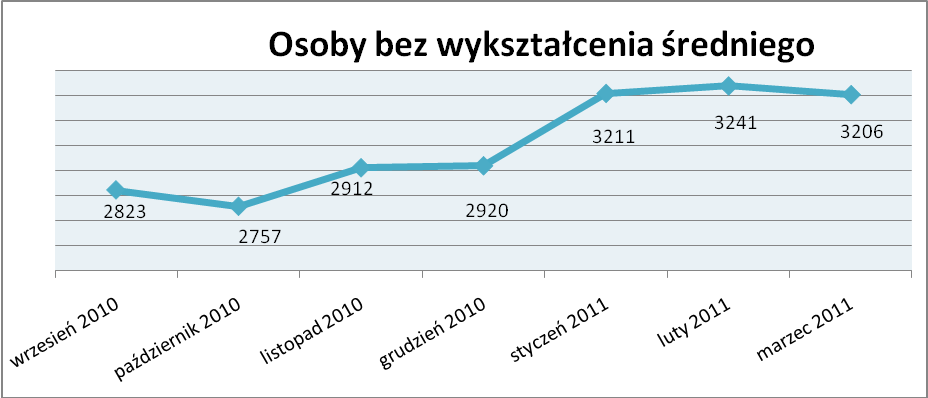 Osoby bez wykształcenia średniego
2823
2757
2912
2920
3211
3241
3206
wrzesień 2010
październik 2010
listopad 2010
grudzień 2010
styczeń 2011
luty 2011
marzec 2011